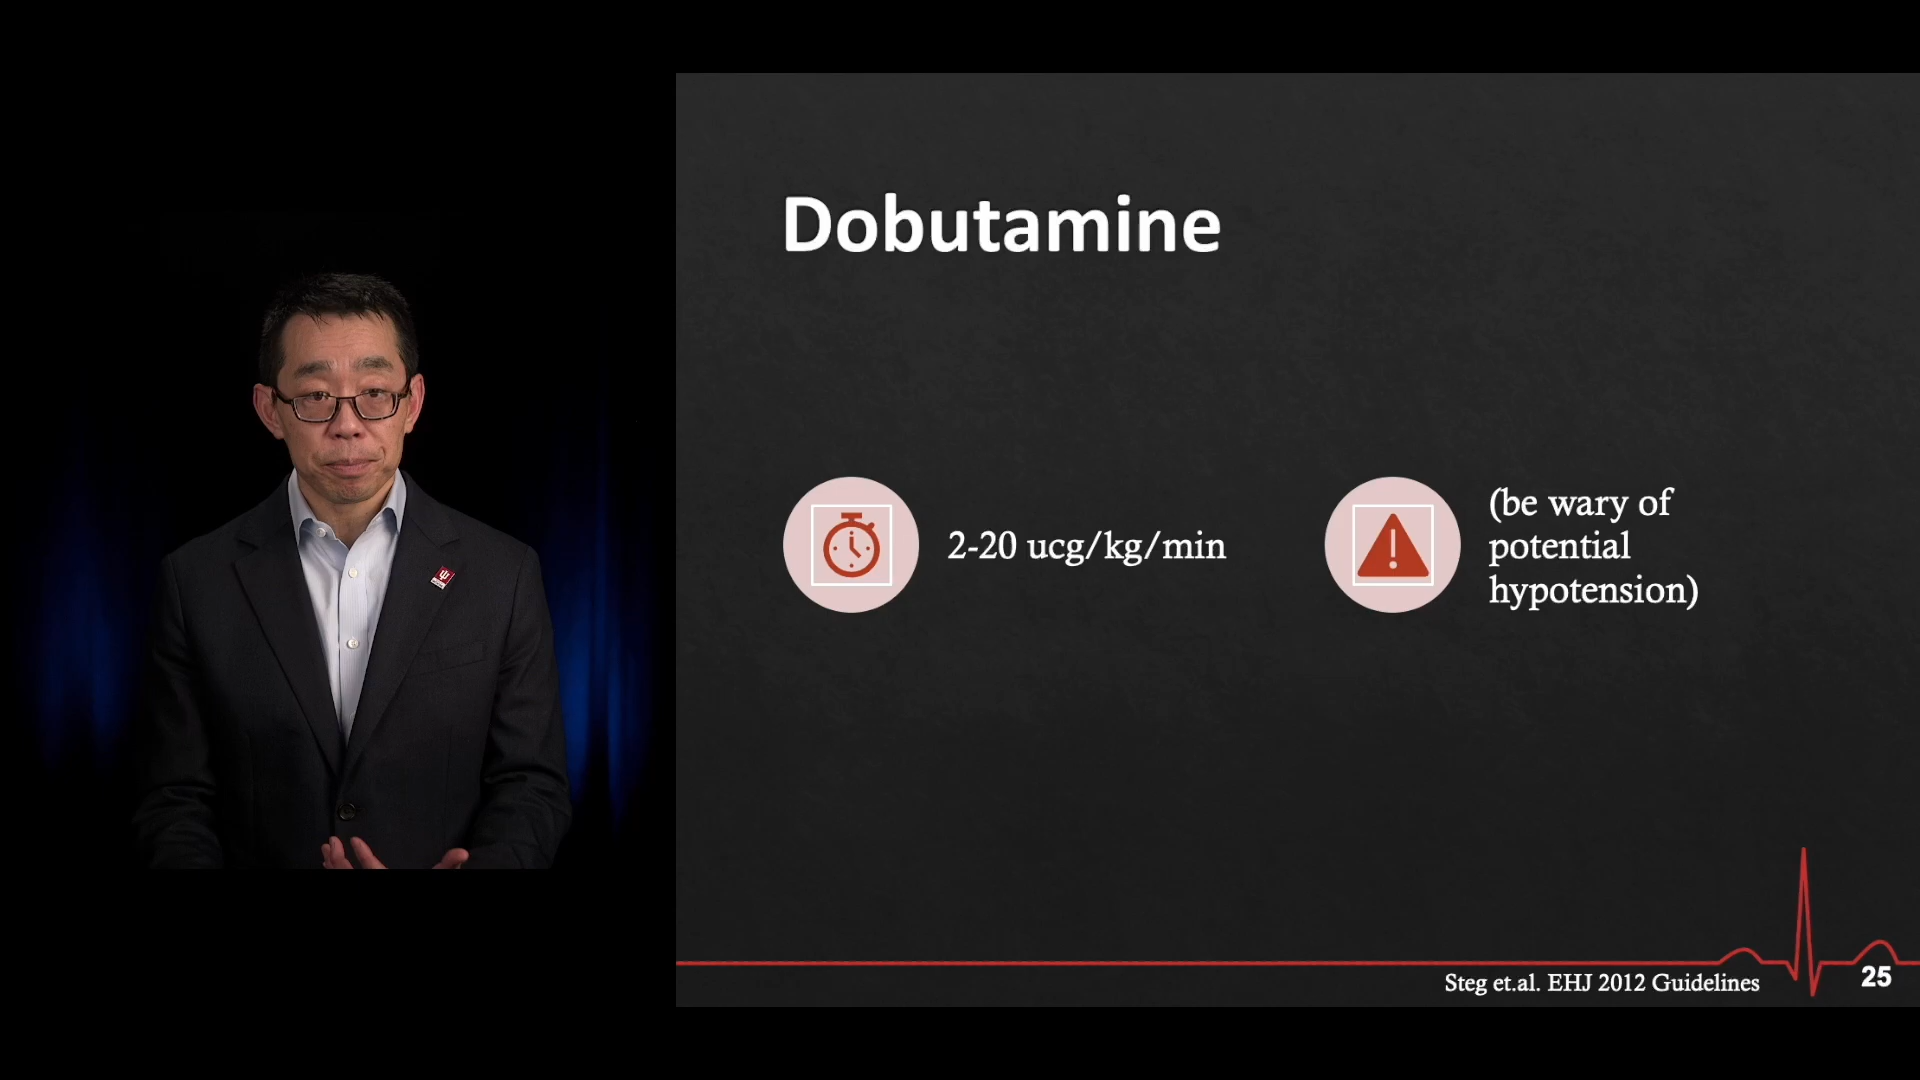 Dobutamine
2-20 ucg/kg/min
(be wary of
potential
hypotension)
Steg et.al. EHJ 2012 Guidelines
25